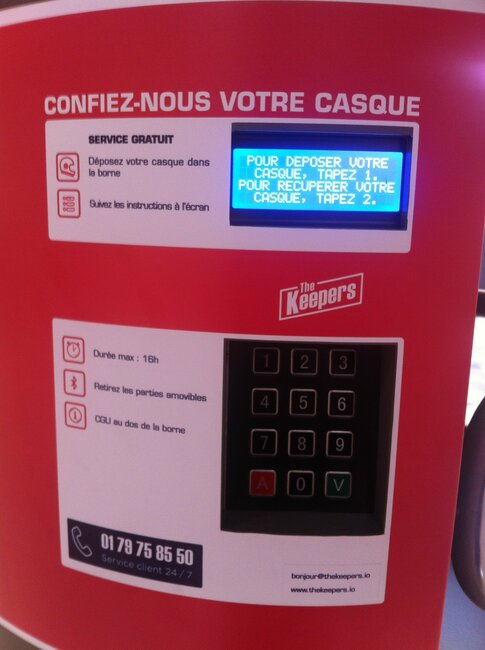 CONFIEZ-NOUS VOTRE CASQUE
SERVICE GRATUIT
Déposez votre casque dans
la borne
Suivez les instructions à l'écran
POUR DEPOSER VOTRE
CASQUE, TAPEZ 1.
POUR RECUPERER VOTRE
CASQUE, TAPEZ 2.
The
Keepers
Durée max : 16h
Retirez les parties amovibles
CGU au dos de la borne
1 2 3
4 5 6
7 8 9
A 0 V
01 79 75 85 50
Service client 24 / 7
bonjour@thekeepers.io
www.thekeepers.io